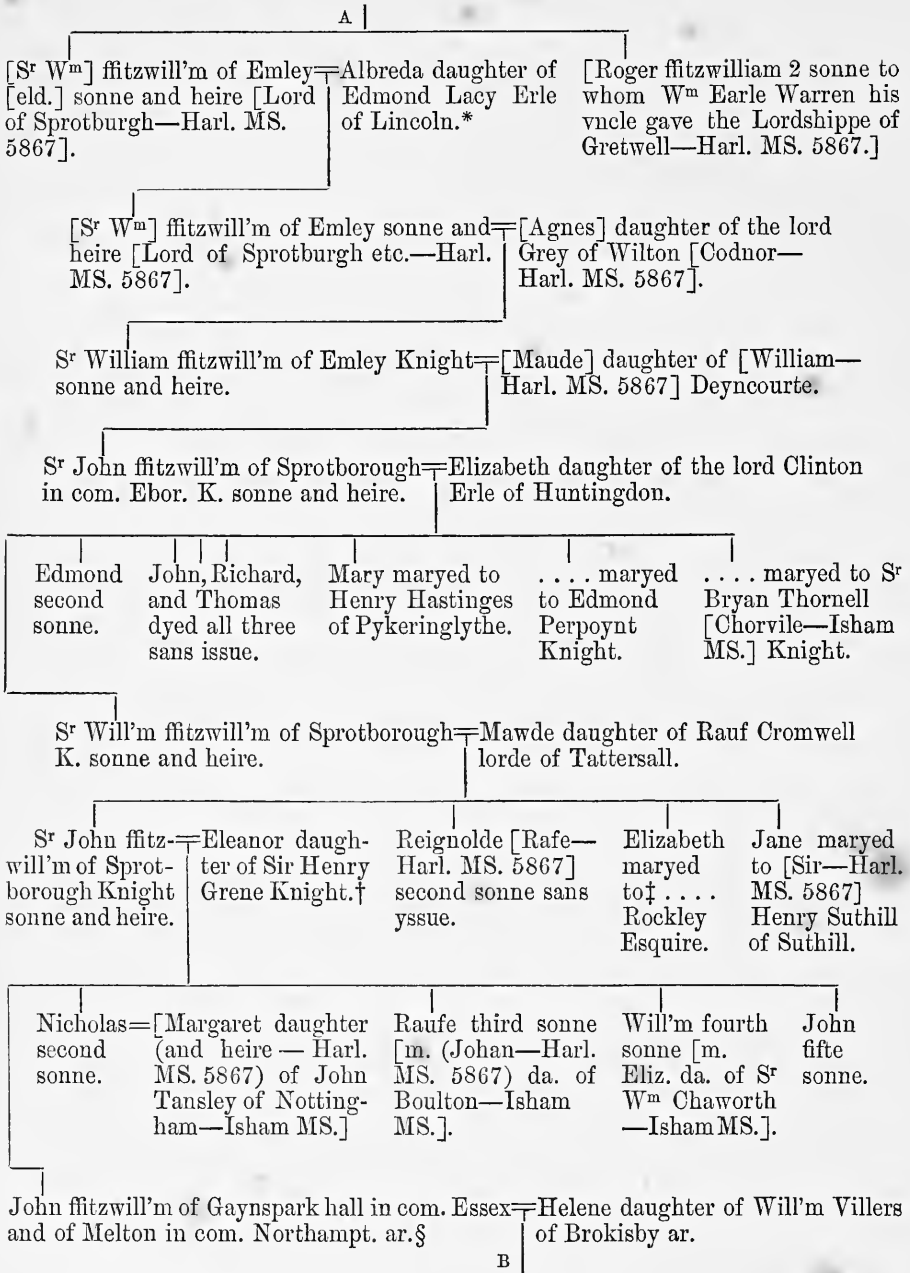 A
[Sʳ Wᵐ] ffitzwill'm of Emley
[eld.] sonne and heire [Lord
of Sprotburgh—Harl. MS.
5867].
Albreda daughter of
Edmond Lacy Erle
of Lincoln.*
[Roger ffitzwilliam 2 sonne to
whom Wᵐ Earle Warren his
vncle gave the Lordshippe of
Gretwell—Harl. MS. 5867.]
[Sʳ Wᵐ] ffitzwill'm of Emley sonne and
heire [Lord of Sprotburgh etc.—Harl.
MS. 5867].
[Agnes] daughter of the lord
Grey of Wilton [Codnor—
Harl. MS. 5867].
Sʳ William ffitzwill'm of Emley Knight
sonne and heire.
[Maude] daughter of [William—
Harl. MS. 5867] Deyncourte.
Sʳ John ffitzwill'm of Sprotborough
in com. Ebor. K. sonne and heire.
Elizabeth daughter of the lord Clinton
Erle of Huntingdon.
Edmond
second
sonne.
John, Richard,
and Thomas
dyed all three
sans issue.
Mary maryed to
Henry Hastinges
of Pykeringlythe.
. . . . maryed
to Edmond
Perpoynt
Knight.
. . . . maryed to Sʳ
Bryan Thornell
[Chorvile—Isham
MS.] Knight.
Sʳ Will'm ffitzwill'm of Sprotborough
K. sonne and heire.
Mawde daughter of Rauf Cromwell
lorde of Tattersall.
Sʳ John ffitz-
will'm of Sprot-
borough Knight
sonne and heire.
Eleanor daugh-
ter of Sir Henry
Grene Knight.†
Reignolde [Rafe—
Harl. MS. 5867]
second sonne sans
yssue.
Elizabeth
maryed
to‡ . . . .
Rockley
Esquire.
Jane maryed
to [Sir—Harl.
MS. 5867]
Henry Suthill
of Suthill.
Nicholas
second
sonne.
[Margaret daughter
(and heire — Harl.
MS. 5867) of John
Tansley of Notting-
ham—Isham MS.]
Raufe third sonne
[m. (Johan—Harl.
MS. 5867) da. of
Boulton—Isham
MS.].
Will'm fourth
sonne [m.
Eliz. da. of Sʳ
Wᵐ Chaworth
—Isham MS.].
John
fifte
sonne.
John ffitzwill'm of Gaynspark hall in com. Essex
and of Melton in com. Northampt. ar.§
Helene daughter of Will'm Villers
of Brokisby ar.
B